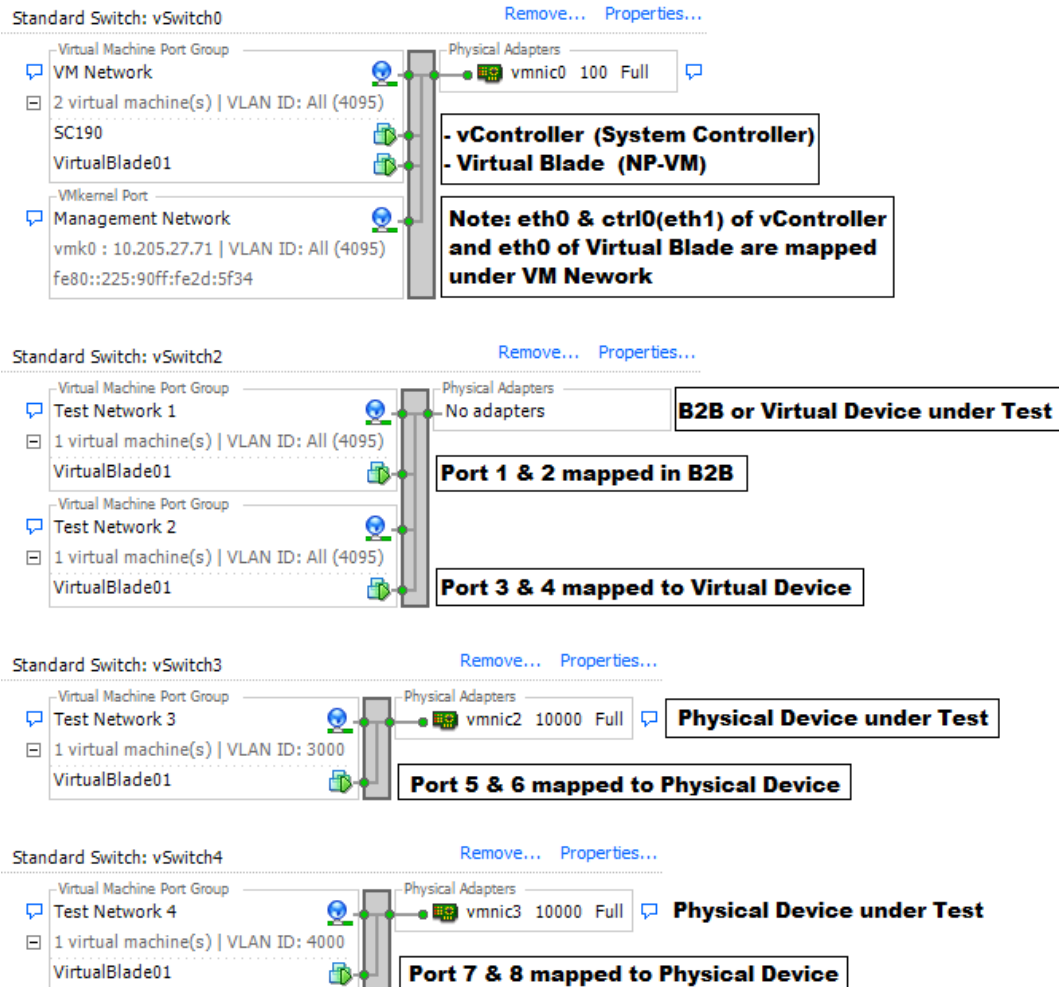 Standard Switch: vSwitch0 Remove... Properties...
Virtual Machine Port Group Physical Adapters
VM Network vmnic0 100 Full
2 virtual machine(s) | VLAN ID: All (4095)
SC190
VirtualBlade01
- vController (System Controller)
- Virtual Blade (NP-VM)
VMkernel Port
Management Network
vmk0 : 10.205.27.71 | VLAN ID: All (4095)
fe80::225:90ff:fe2d:5f34
Note: eth0 & ctrl0(eth1) of vController
and eth0 of Virtual Blade are mapped
under VM Nework
Standard Switch: vSwitch2 Remove... Properties...
Virtual Machine Port Group Physical Adapters
Test Network 1 No adapters B2B or Virtual Device under Test
1 virtual machine(s) | VLAN ID: All (4095)
VirtualBlade01 Port 1 & 2 mapped in B2B
Virtual Machine Port Group
Test Network 2
1 virtual machine(s) | VLAN ID: All (4095)
VirtualBlade01 Port 3 & 4 mapped to Virtual Device
Standard Switch: vSwitch3 Remove... Properties...
Virtual Machine Port Group Physical Adapters
Test Network 3 vmnic2 10000 Full Physical Device under Test
1 virtual machine(s) | VLAN ID: 3000
VirtualBlade01 Port 5 & 6 mapped to Physical Device
Standard Switch: vSwitch4 Remove... Properties...
Virtual Machine Port Group Physical Adapters
Test Network 4 vmnic3 10000 Full Physical Device under Test
1 virtual machine(s) | VLAN ID: 4000
VirtualBlade01 Port 7 & 8 mapped to Physical Device